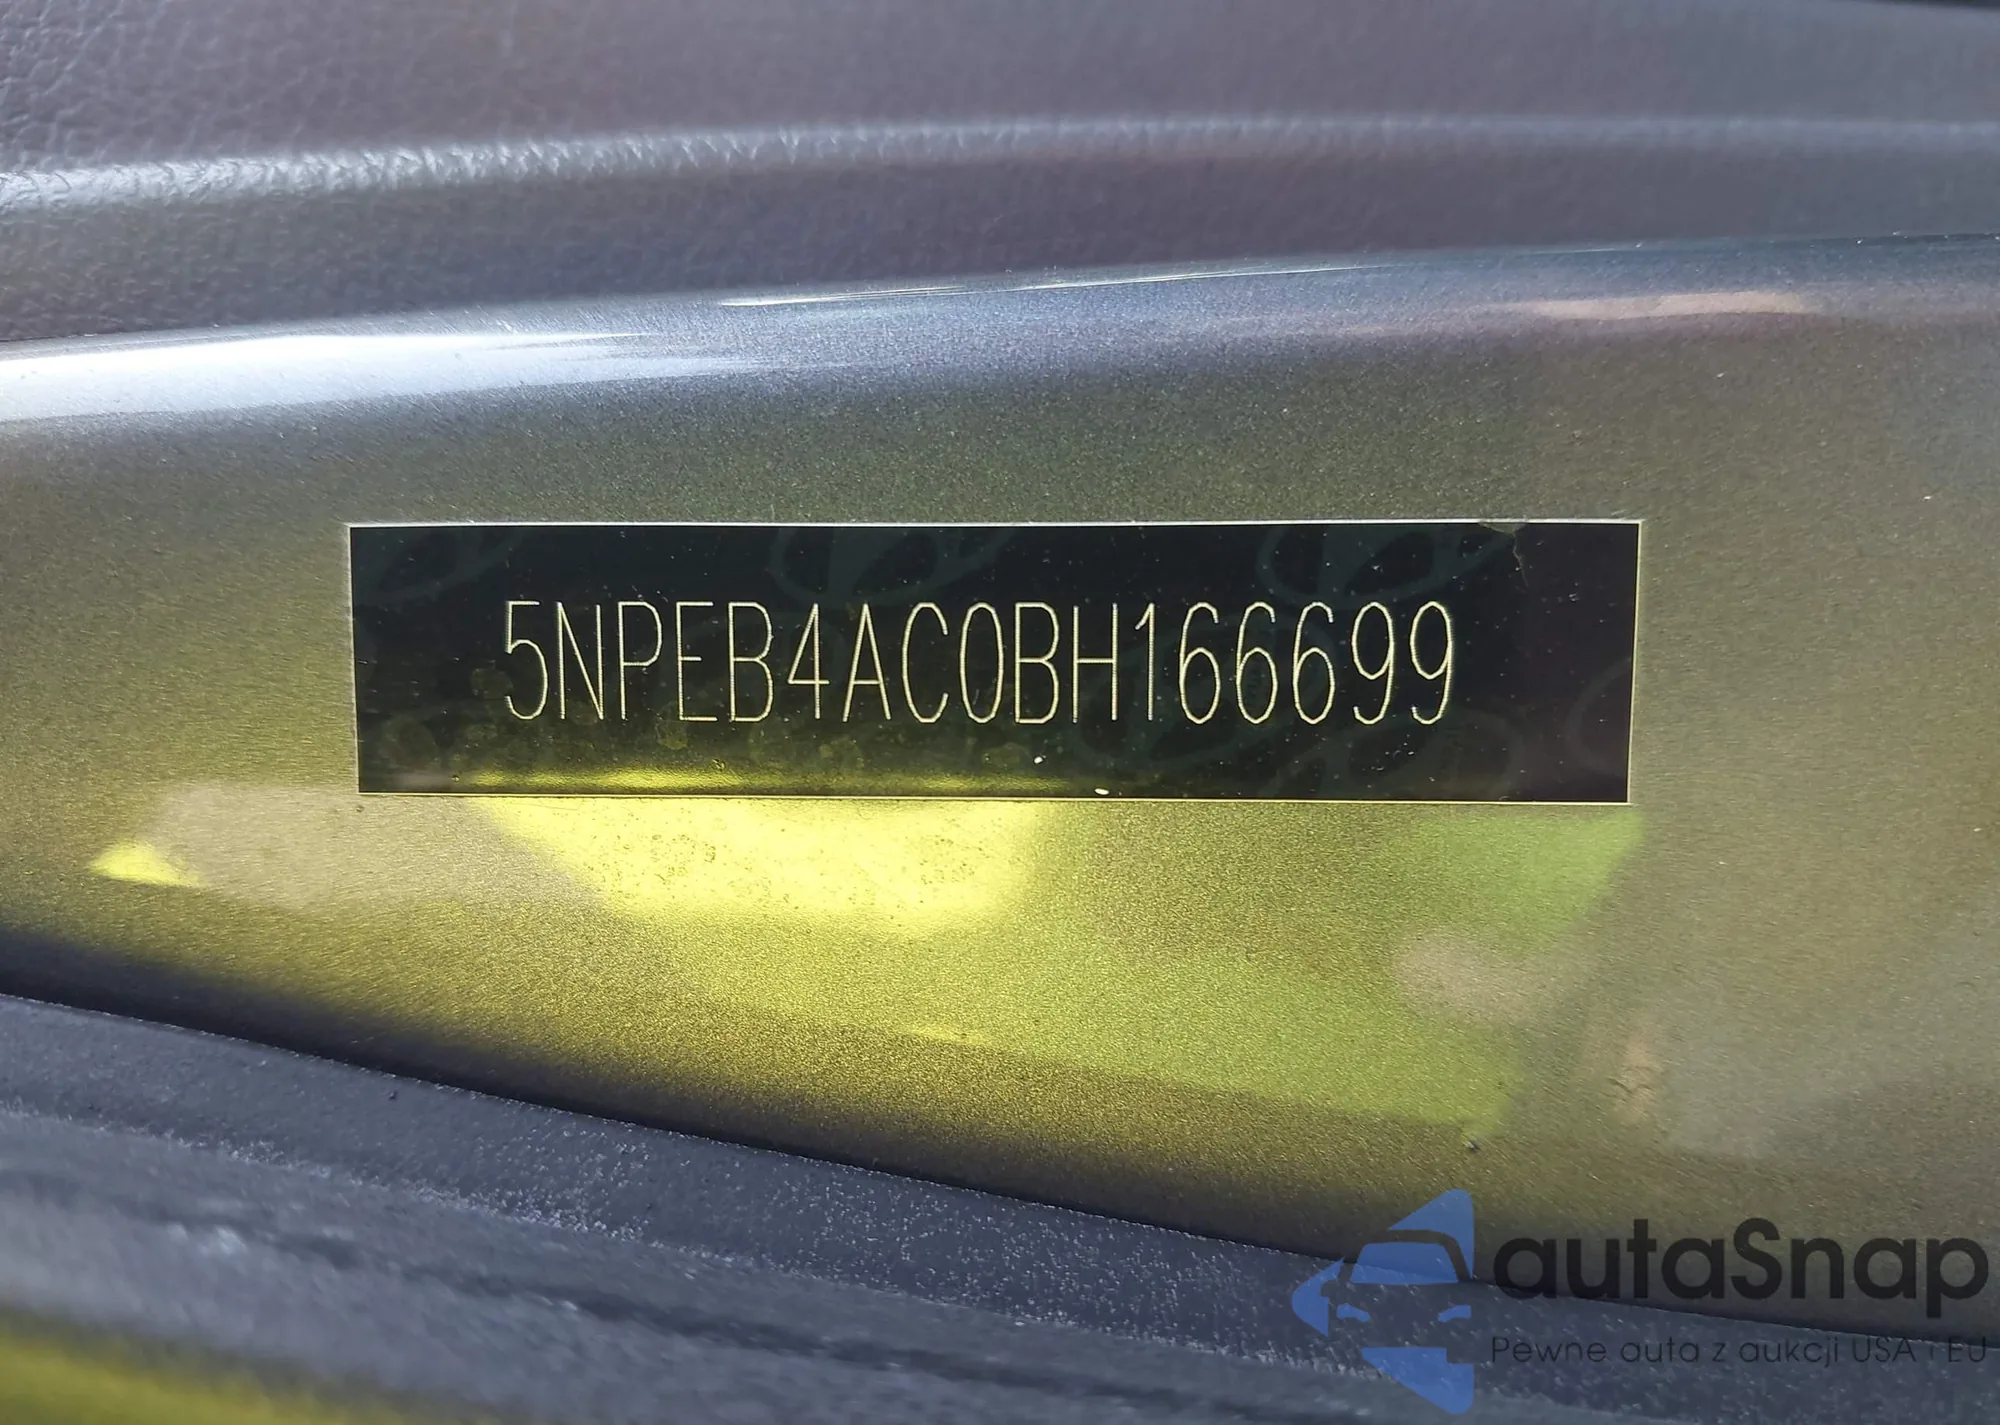 5NPEB4AC0BH166699
autaSnap
Pewne auta z aukcji USA i EU